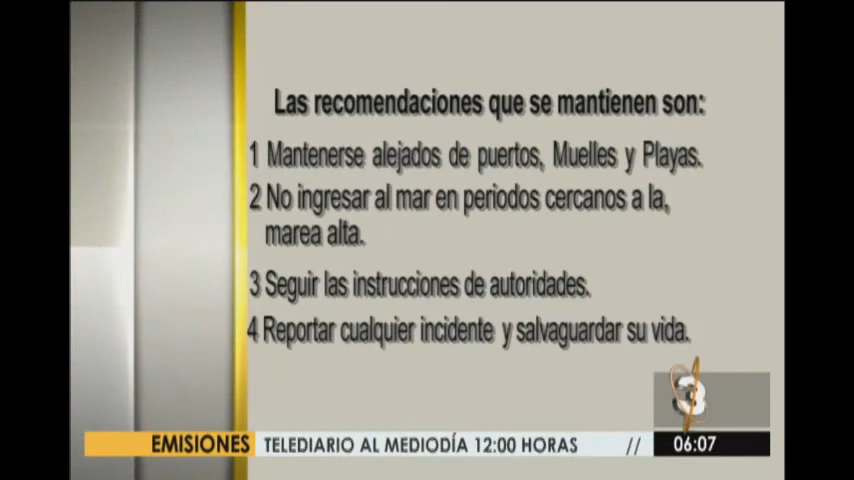 Las recomendaciones que se mantienen son:
1 Mantenerse alejados de puertos, Muelles y Playas.
2 No ingresar al mar en periodos cercanos a la,
marea alta.
3 Seguir las instrucciones de autoridades.
4 Reportar cualquier incidente y salvaguardar su vida.
3
EMISIONES TELEDIARIO AL MEDIODÍA 12:00 HORAS // 06:07